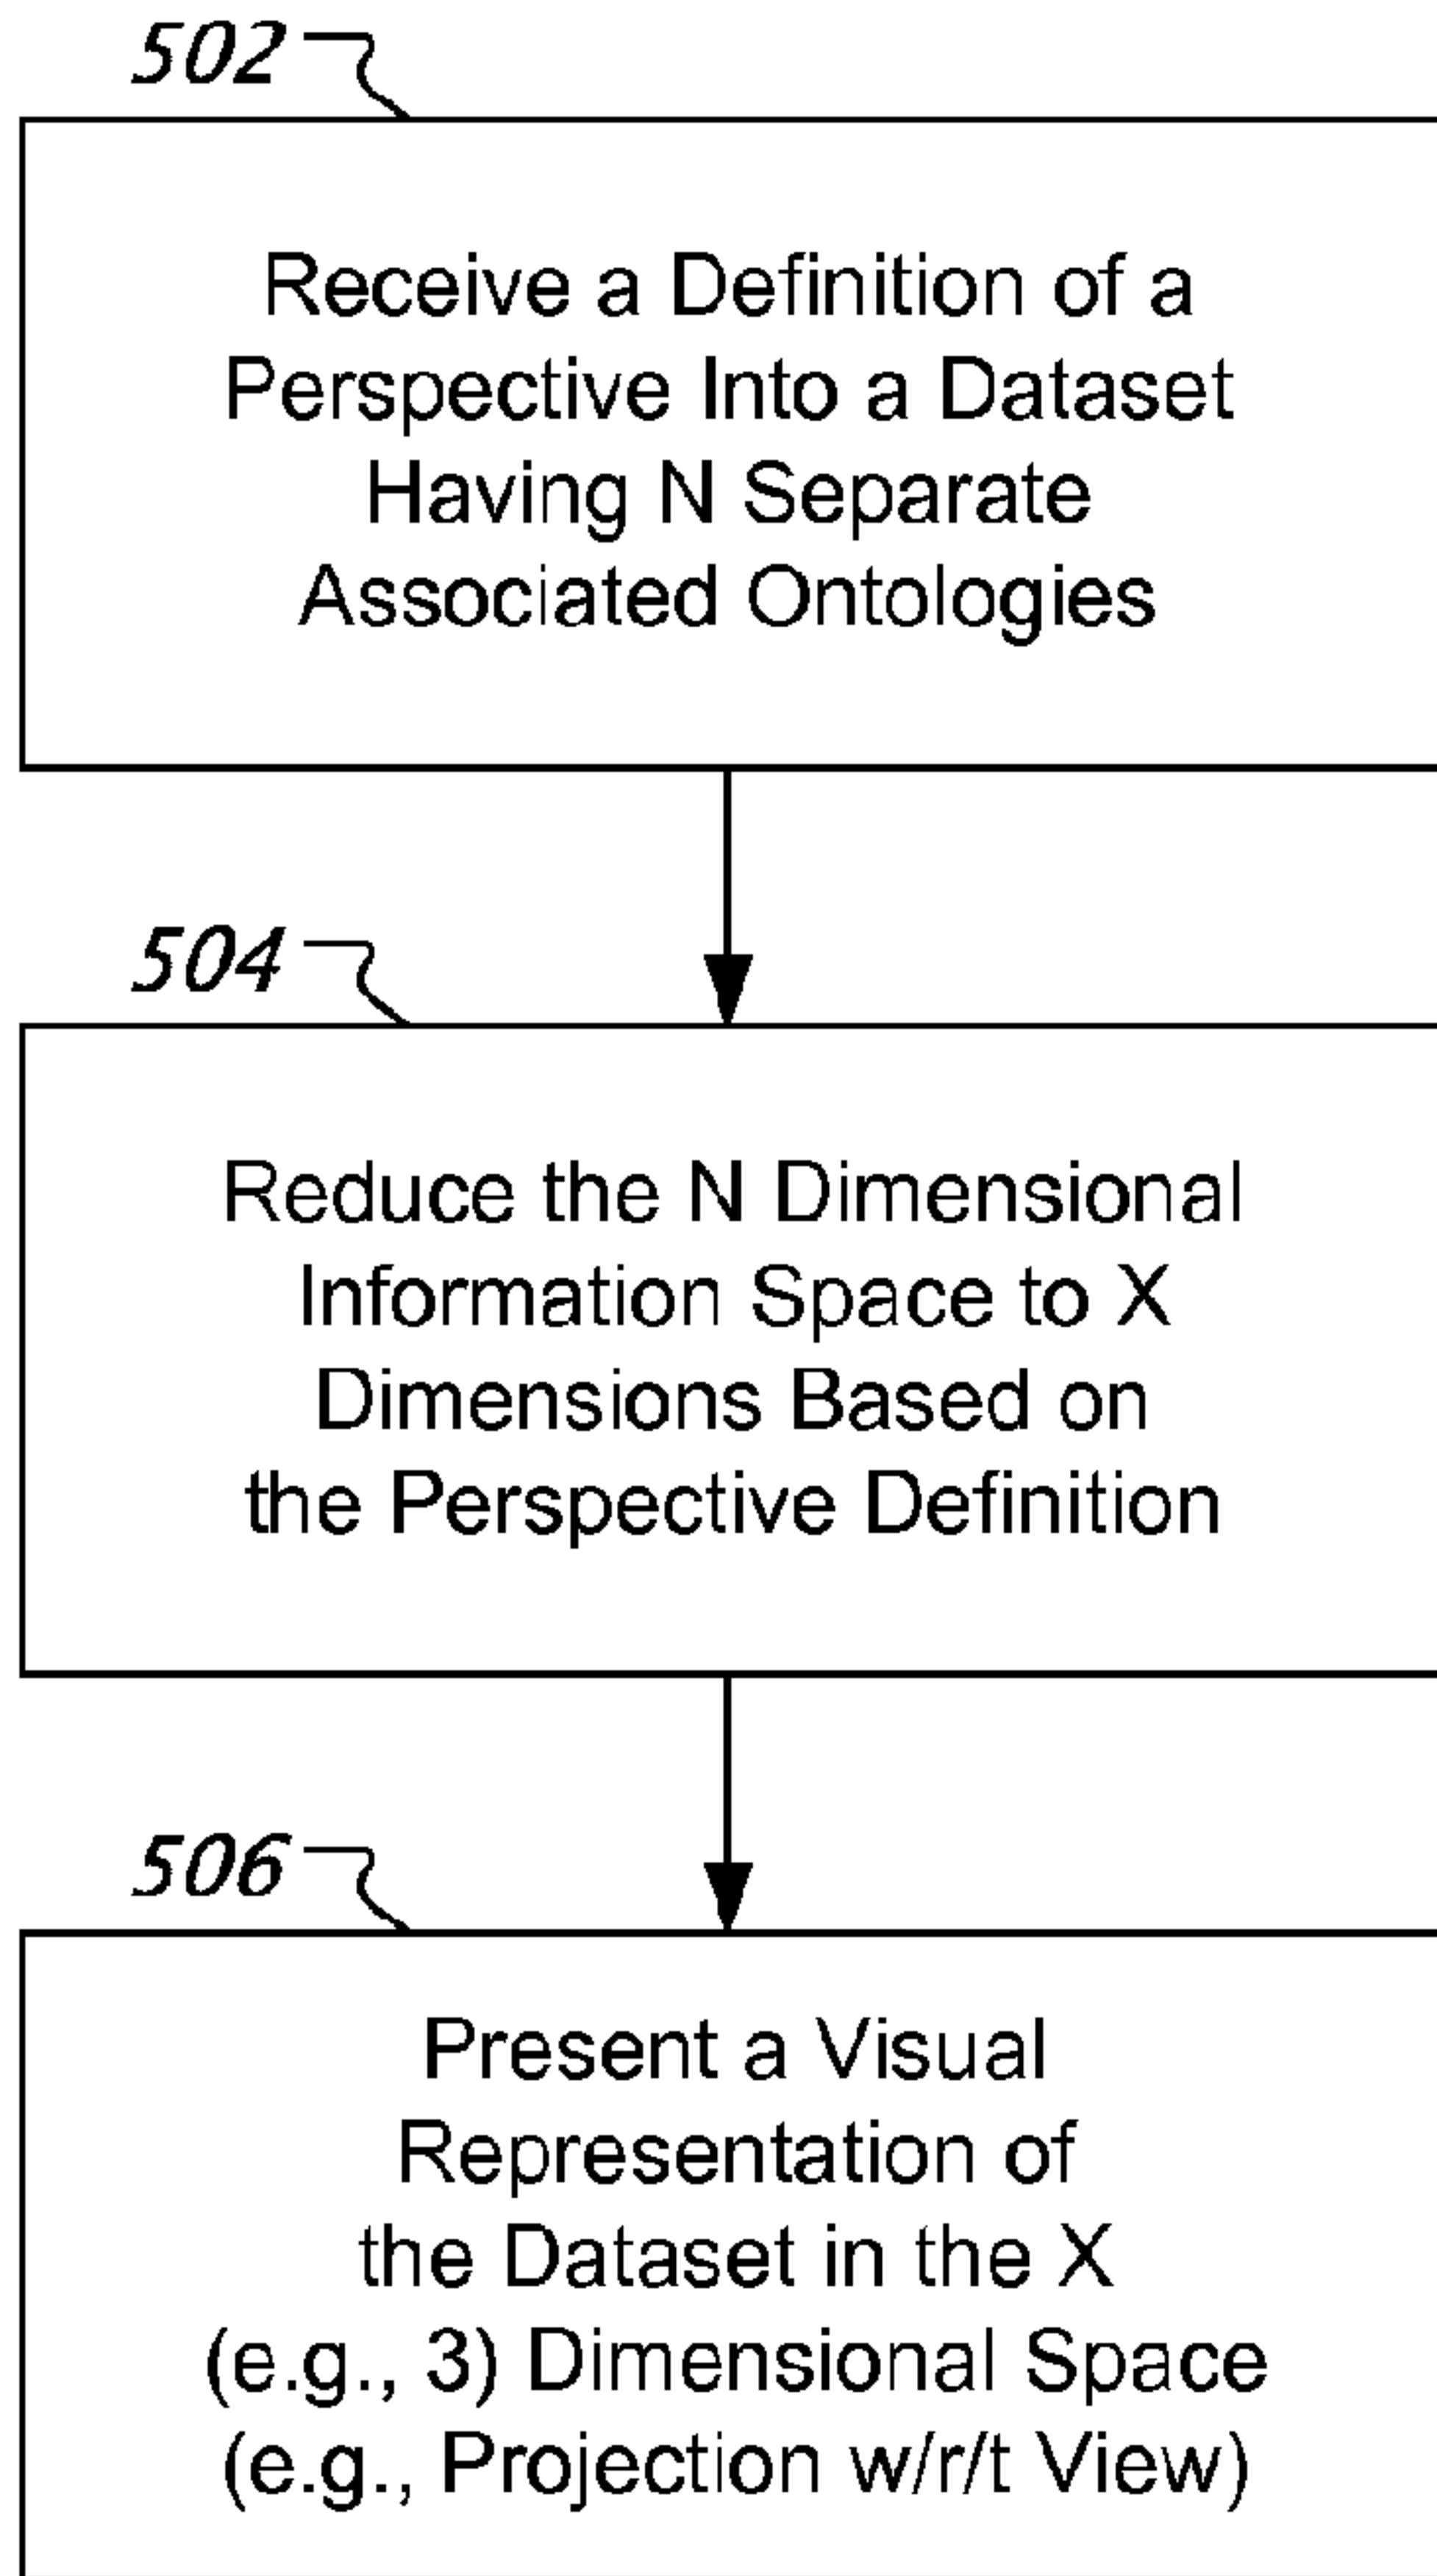 502
Receive a Definition of a
Perspective Into a Dataset
Having N Separate
Associated Ontologies
504
Reduce the N Dimensional
Information Space to X
Dimensions Based on
the Perspective Definition
506
Present a Visual
Representation of
the Dataset in the X
(e.g., 3) Dimensional Space
(e.g., Projection w/r/t View)